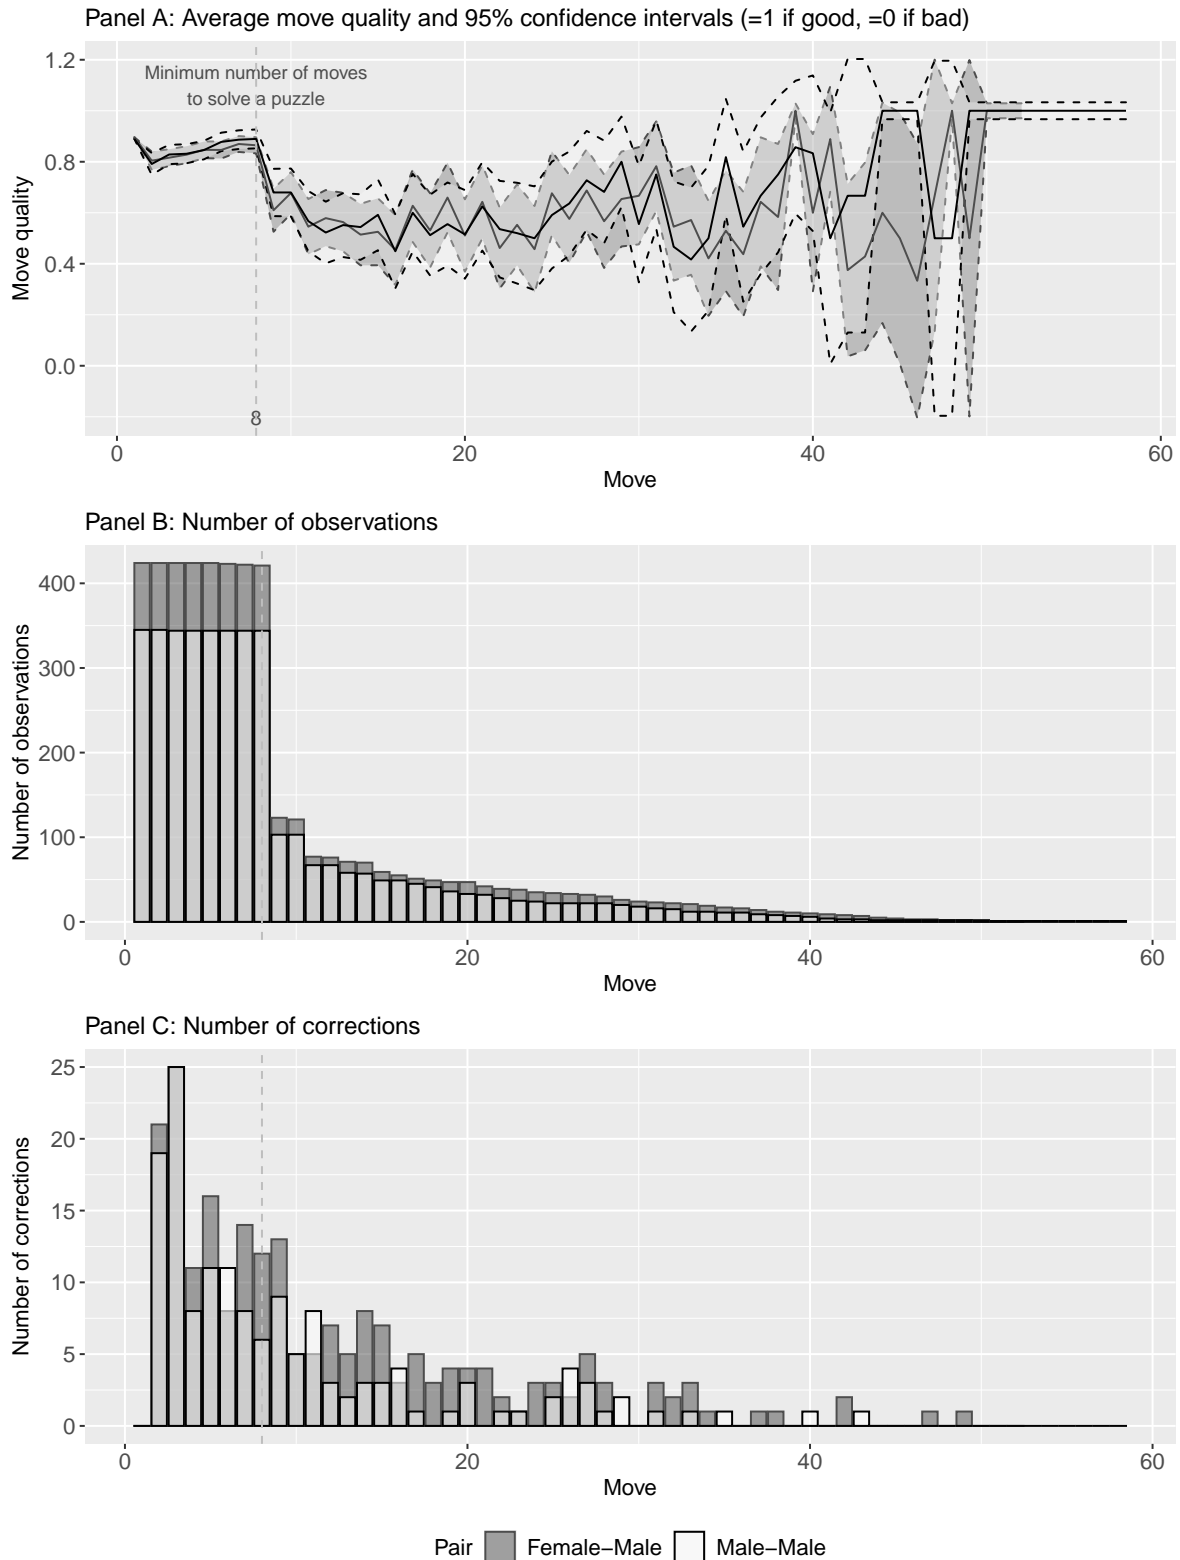 Panel A: Average move quality and 95% confidence intervals (=1 if good, =0 if bad)
1.2
Minimum number of moves
to solve a puzzle
0.8
0.4
0.0
8
Move quality
0
20
40
60
Move
Panel B: Number of observations
400
300
200
100
0
Number of observations
0
20
40
60
Move
Panel C: Number of corrections
25
20
15
10
5
0
Number of corrections
0
20
40
60
Move
Pair
Female−Male
Male−Male